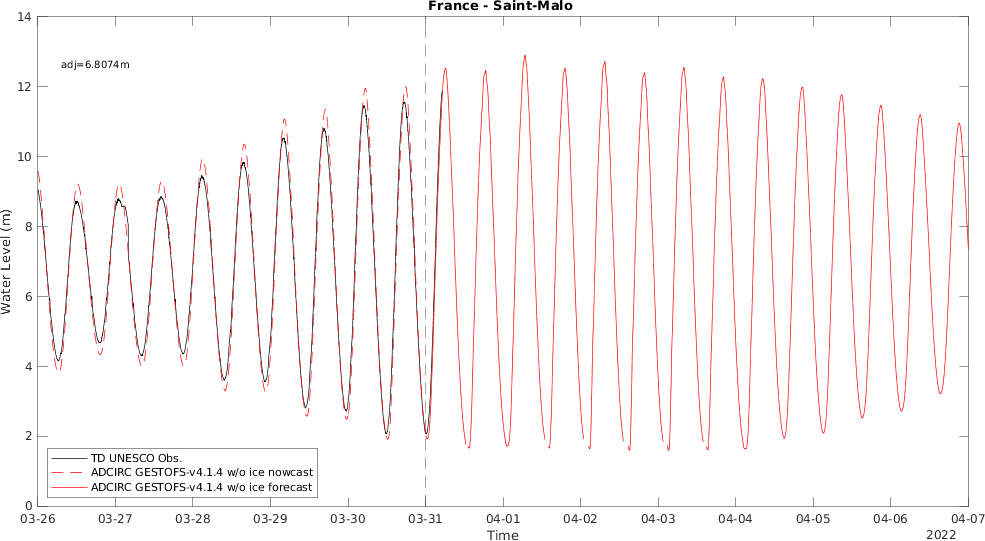 France - Saint-Malo
adj=6.8074m
14
12
10
8
6
4
2
0
Water Level (m)
TD UNESCO Obs.
ADCIRC GESTOFS-v4.1.4 w/o ice nowcast
ADCIRC GESTOFS-v4.1.4 w/o ice forecast
03-26 03-27 03-28 03-29 03-30 03-31 04-01 04-02 04-03 04-04 04-05 04-06 04-07
Time
2022